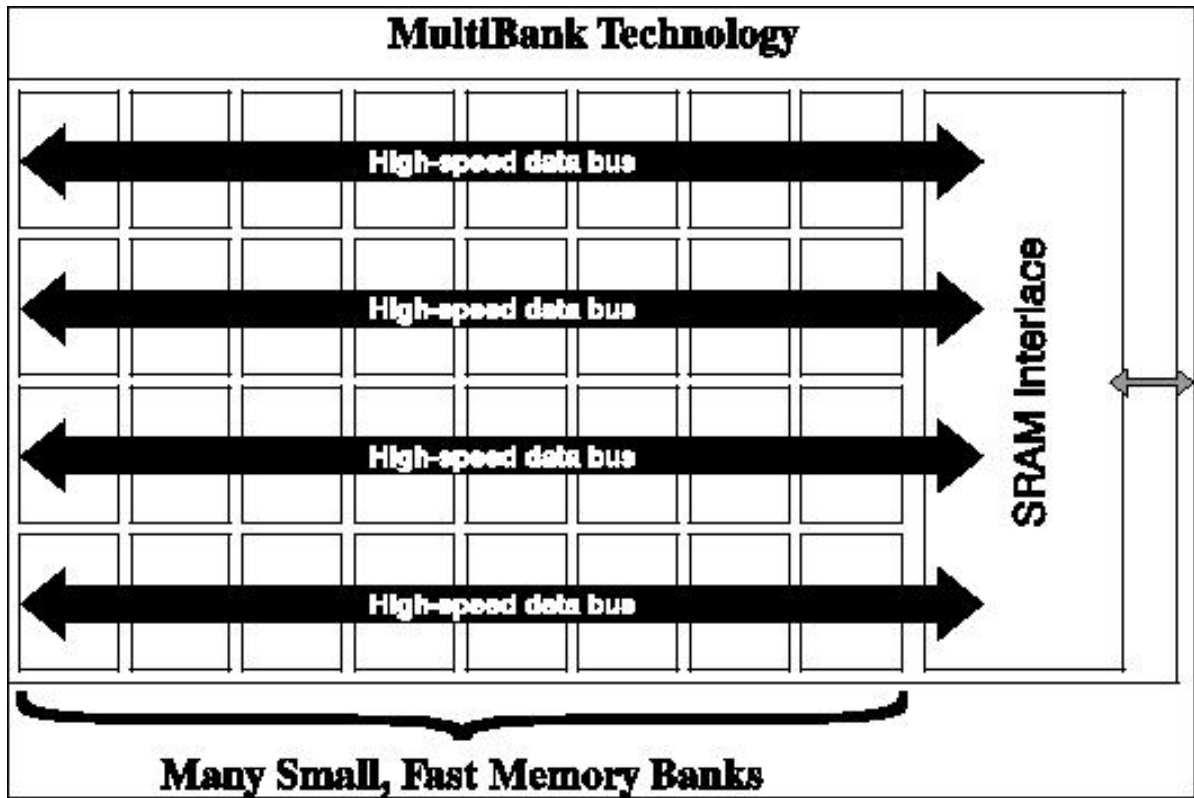 MultiBank Technology
High-speed data bus
High-speed data bus
High-speed data bus
High-speed data bus
SRAM Interface
Many Small, Fast Memory Banks